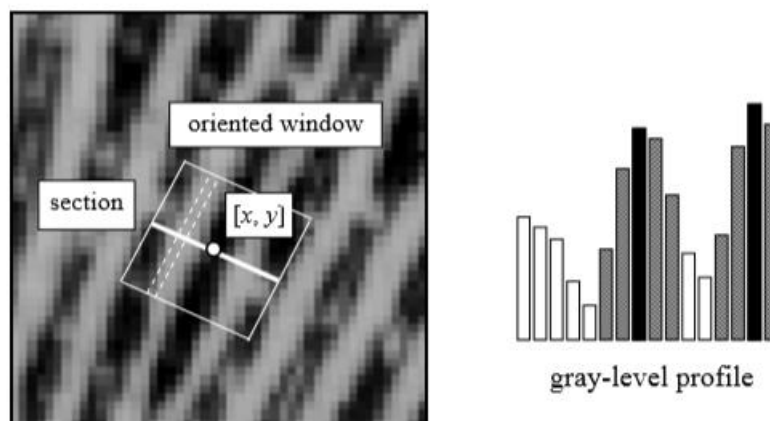 oriented window
section
[x, y]
gray-level profile